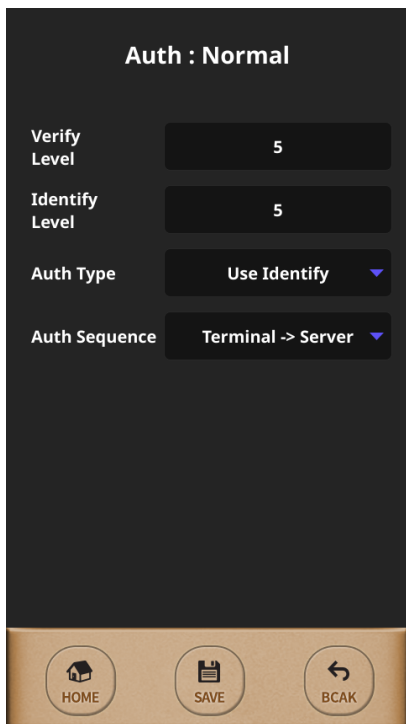 Auth : Normal
Verify
Level
5
Identify
Level
5
Auth Type
Use Identify
Auth Sequence
Terminal -> Server
HOME
SAVE
BCAK